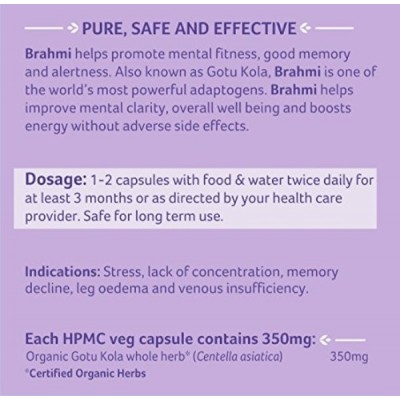 PURE, SAFE AND EFFECTIVE
Brahmi helps promote mental fitness, good memory
and alertness. Also known as Gotu Kola, Brahmi is one of
the world's most powerful adaptogens. Brahmi helps
improve mental clarity, overall well being and boosts
energy without adverse side effects.
Dosage: 1-2 capsules with food & water twice daily for
at least 3 months or as directed by your health care
provider. Safe for long term use.
Indications: Stress, lack of concentration, memory
decline, leg oedema and venous insufficiency.
Each HPMC veg capsule contains 350mg:
Organic Gotu Kola whole herb* (Centella asiatica) 350mg
*Certified Organic Herbs